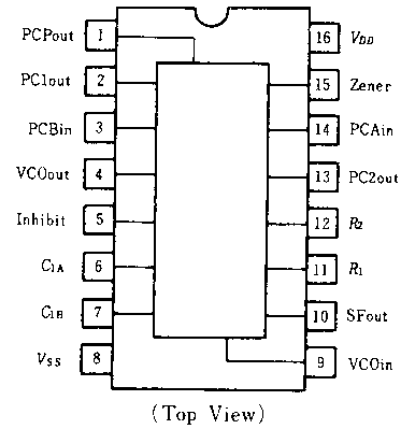 PCPout 1
16 VDD
PC1out 2
15 Zener
PCBin 3
14 PCAin
VCOout 4
13 PC2out
Inhibit 5
12 R2
C1A 6
11 R1
C1B 7
10 SFout
VSS 8
9 VCOin
(Top View)